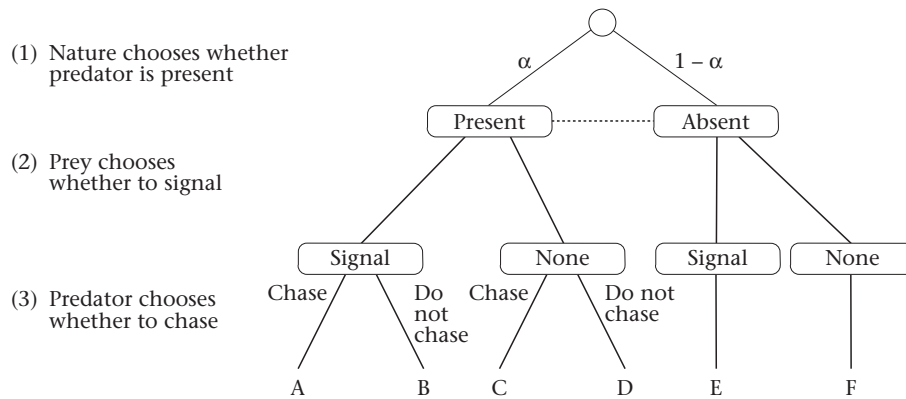 (1) Nature chooses whether
predator is present
α
1 – α
Present
Absent
(2) Prey chooses
whether to signal
Signal
None
Signal
None
(3) Predator chooses
whether to chase
Chase
Do
not
chase
Chase
Do not
chase
A
B
C
D
E
F